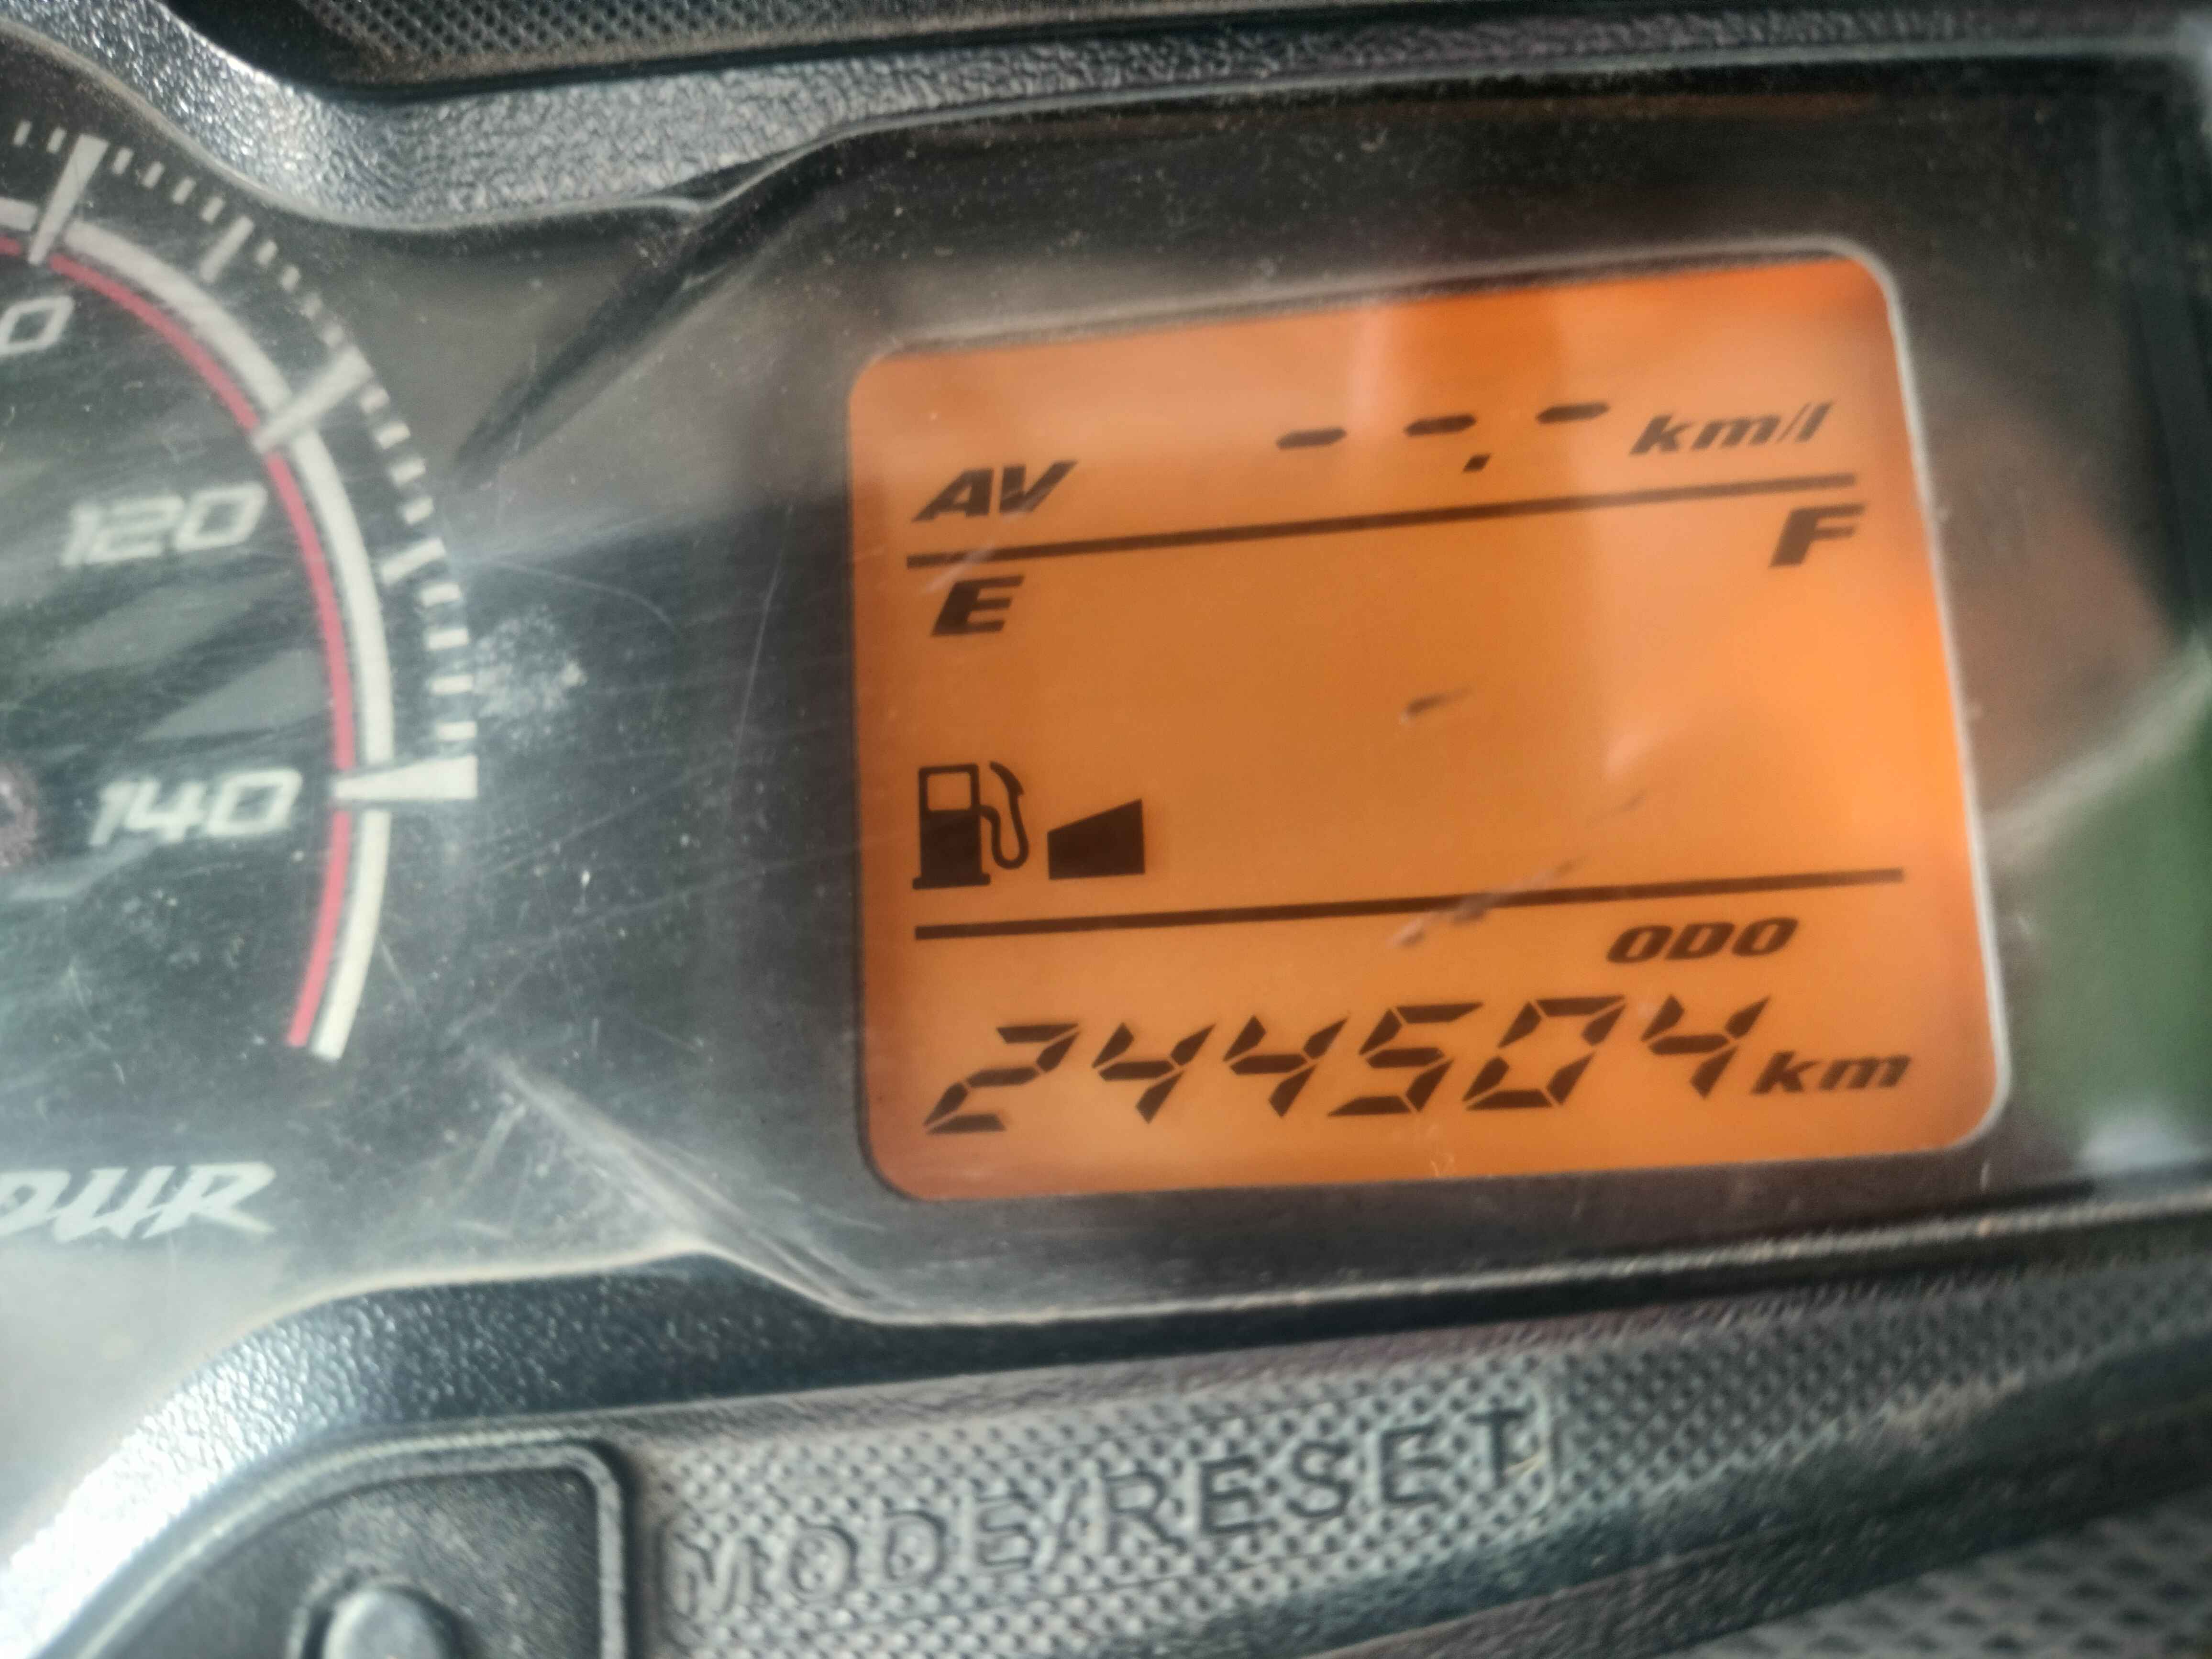 120
140
AV --.- km/l
E F
ODO
244504 km
MODE/RESET